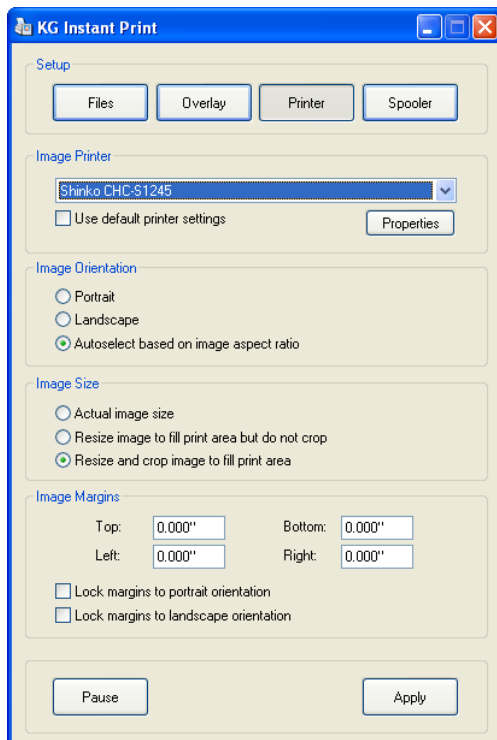 KG Instant Print
Setup
Files Overlay Printer Spooler
Image Printer
Shinko CHC-S1245
Use default printer settings
Properties
Image Orientation
Portrait
Landscape
Autoselect based on image aspect ratio
Image Size
Actual image size
Resize image to fill print area but do not crop
Resize and crop image to fill print area
Image Margins
Top: 0.000" Bottom: 0.000"
Left: 0.000" Right: 0.000"
Lock margins to portrait orientation
Lock margins to landscape orientation
Pause Apply